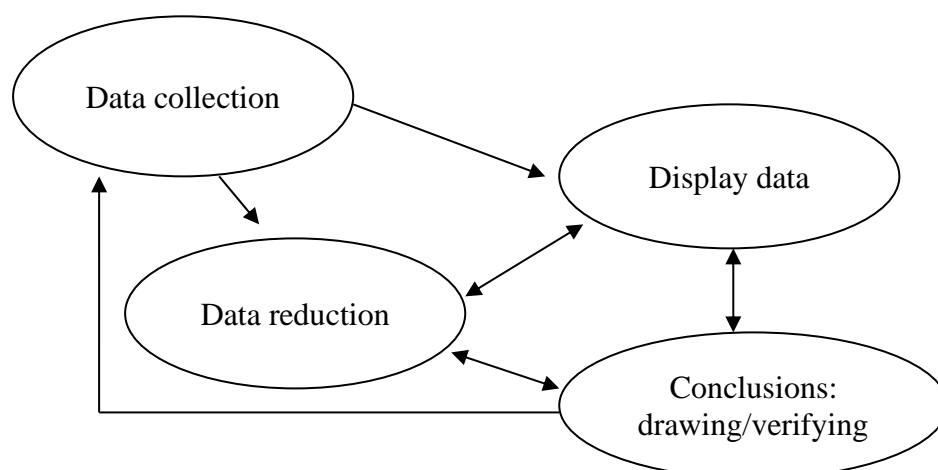 Data collection
Display data
Data reduction
Conclusions:
drawing/verifying